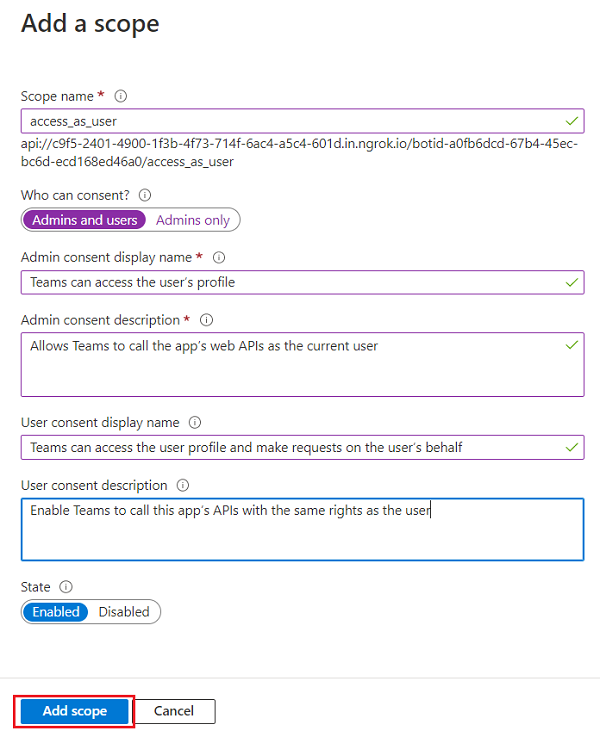 Add a scope
Scope name *
access_as_user
api://c9f5-2401-4900-1f3b-4f73-714f-6ac4-a5c4-601d.in.ngrok.io/botid-a0fb6dcd-67b4-45ec-
bc6d-ecd168ed46a0/access_as_user
Who can consent?
Admins and users Admins only
Admin consent display name *
Teams can access the user's profile
Admin consent description *
Allows Teams to call the app's web APIs as the current user
User consent display name
Teams can access the user profile and make requests on the user's behalf
User consent description
Enable Teams to call this app's APIs with the same rights as the user
State
Enabled Disabled
Add scope Cancel